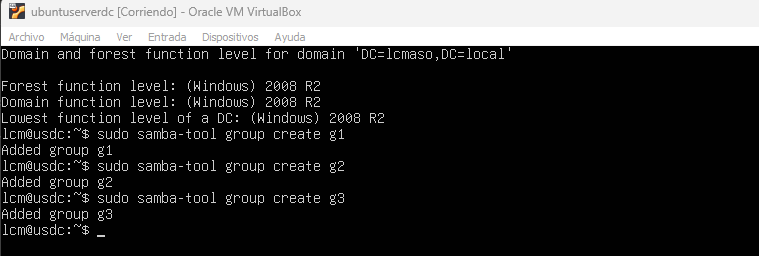 ubuntuserverdc [Corriendo] - Oracle VM VirtualBox
Archivo Máquina Ver Entrada Dispositivos Ayuda
Domain and forest function level for domain 'DC=lcmaso,DC=local'
Forest function level: (Windows) 2008 R2
Domain function level: (Windows) 2008 R2
Lowest function level of a DC: (Windows) 2008 R2
lcm@usdc:~$ sudo samba-tool group create g1
Added group g1
lcm@usdc:~$ sudo samba-tool group create g2
Added group g2
lcm@usdc:~$ sudo samba-tool group create g3
Added group g3
lcm@usdc:~$ _